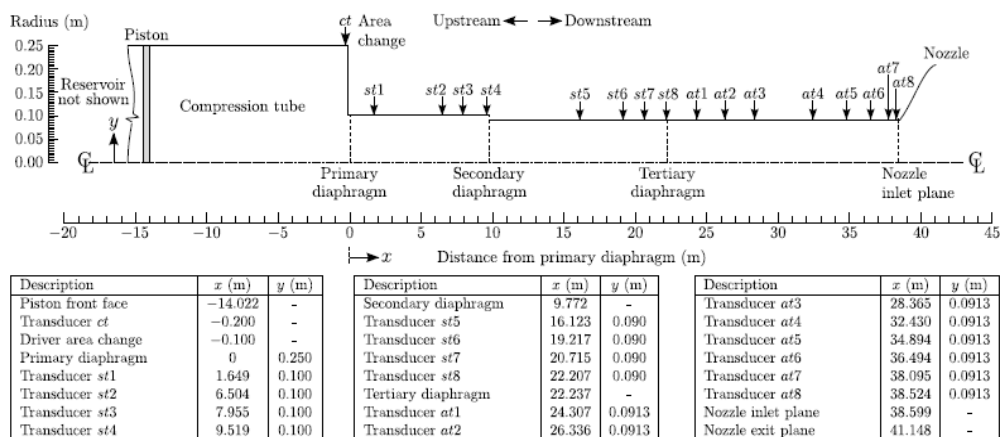 Radius (m)
ct Area
change
Upstream
Downstream
Piston
Nozzle
0.25
0.20
0.15
0.10
0.05
0.00
Reservoir
not shown
y
Compression tube
st1
st2
st3
st4
st5
st6
st7
st8
at1
at2
at3
at4
at5
at6
at7
at8
℄
℄
Primary
diaphragm
Secondary
diaphragm
Tertiary
diaphragm
Nozzle
inlet plane
−20 −15 −10 −5 0 5 10 15 20 25 30 35 40 45
x
Distance from primary diaphragm (m)
Description x (m) y (m)
Piston front face −14.022 -
Transducer ct −0.200 -
Driver area change −0.100 -
Primary diaphragm 0 0.250
Transducer st1 1.649 0.100
Transducer st2 6.504 0.100
Transducer st3 7.955 0.100
Transducer st4 9.519 0.100
Description x (m) y (m)
Secondary diaphragm 9.772 -
Transducer st5 16.123 0.090
Transducer st6 19.217 0.090
Transducer st7 20.715 0.090
Transducer st8 22.207 0.090
Tertiary diaphragm 22.237 -
Transducer at1 24.307 0.0913
Transducer at2 26.336 0.0913
Description x (m) y (m)
Transducer at3 28.365 0.0913
Transducer at4 32.430 0.0913
Transducer at5 34.894 0.0913
Transducer at6 36.494 0.0913
Transducer at7 38.095 0.0913
Transducer at8 38.524 0.0913
Nozzle inlet plane 38.599 -
Nozzle exit plane 41.148 -